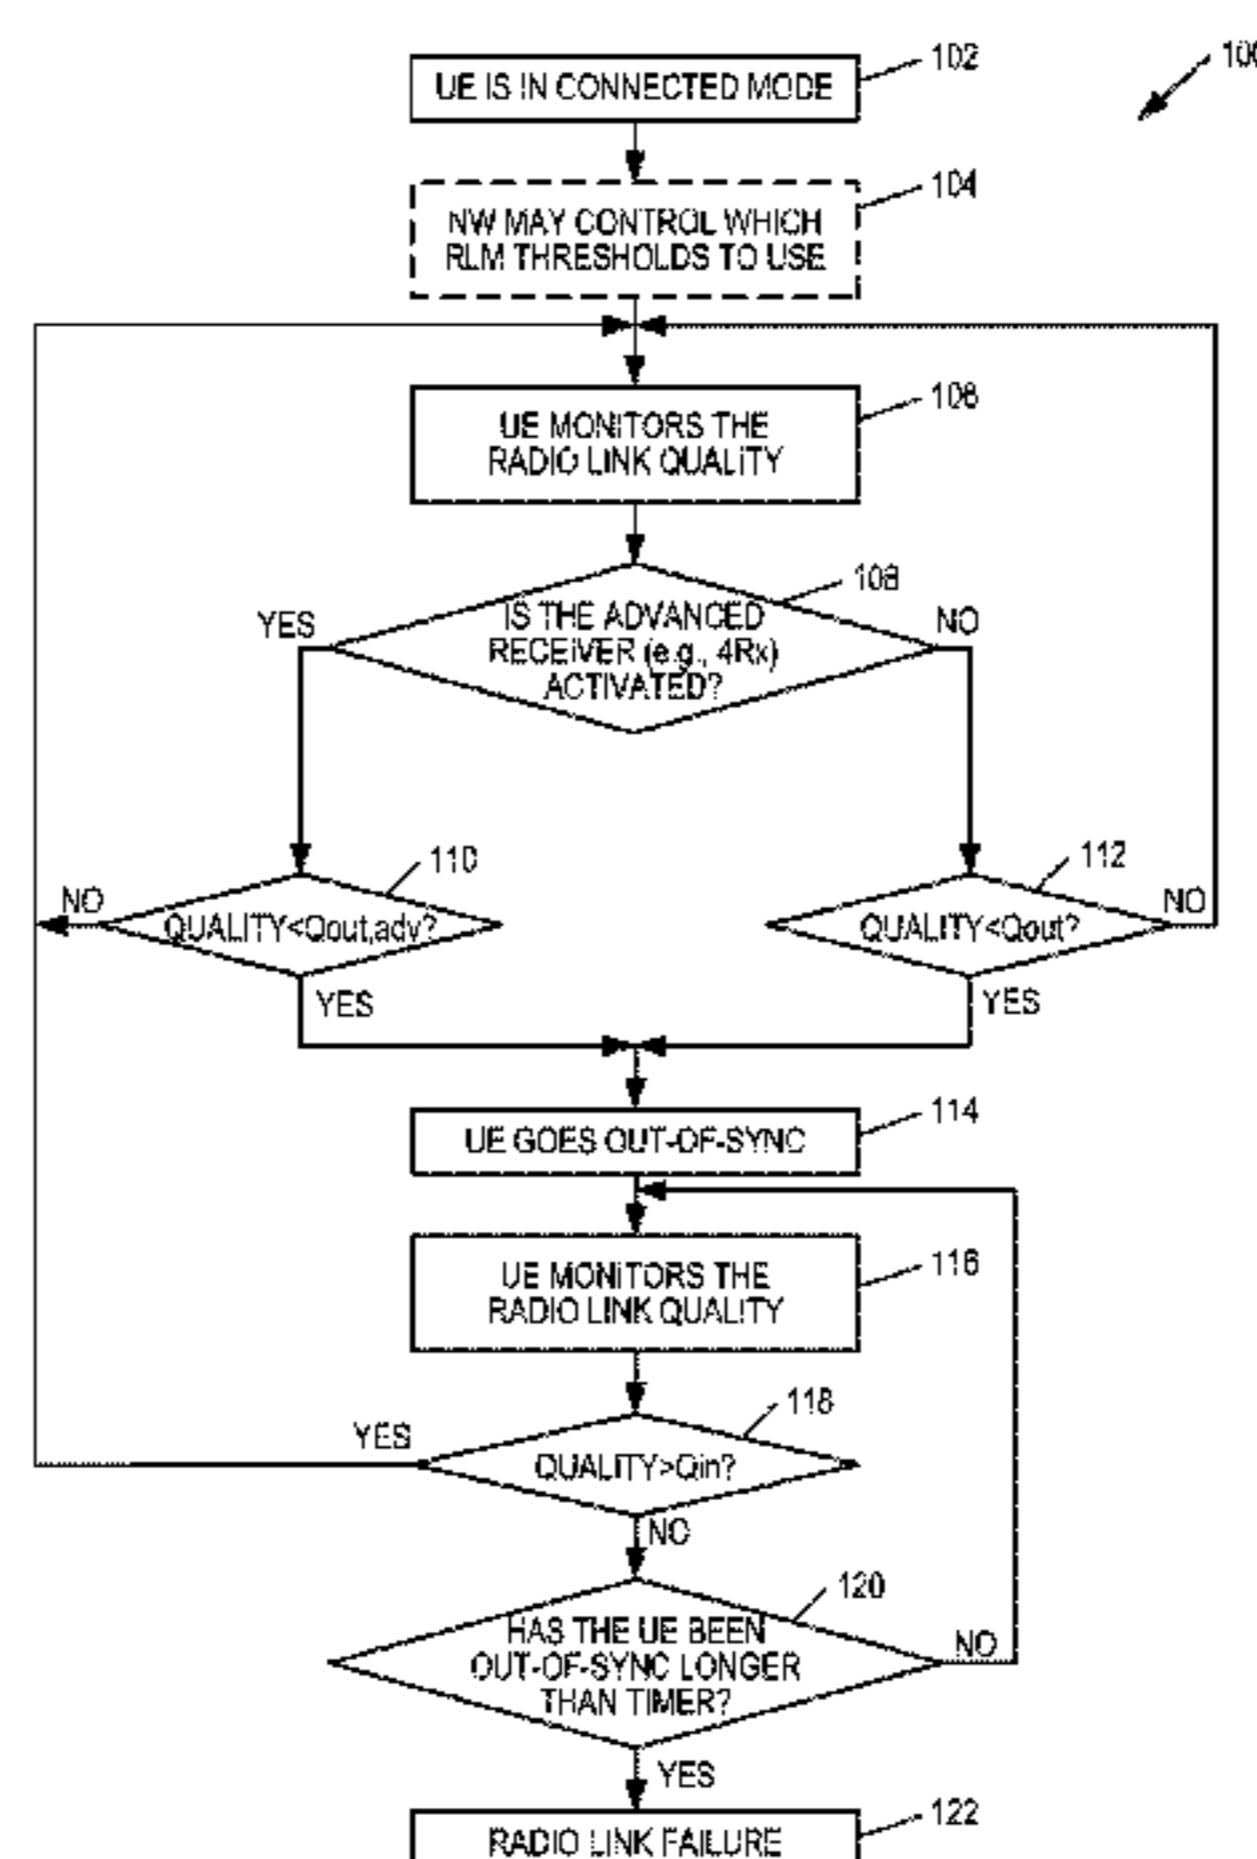 102
100
UE IS IN CONNECTED MODE
104
NW MAY CONTROL WHICH
RLM THRESHOLDS TO USE
106
UE MONITORS THE
RADIO LINK QUALITY
108
YES
IS THE ADVANCED
RECEIVER (e.g., 4Rx)
ACTIVATED?
NO
110
112
NO
QUALITY<Qout,adv?
QUALITY<Qout?
NO
YES
YES
114
UE GOES OUT-OF-SYNC
116
UE MONITORS THE
RADIO LINK QUALITY
118
YES
QUALITY>Qin?
NO
120
HAS THE UE BEEN
OUT-OF-SYNC LONGER
THAN TIMER?
NO
YES
122
RADIO LINK FAILURE